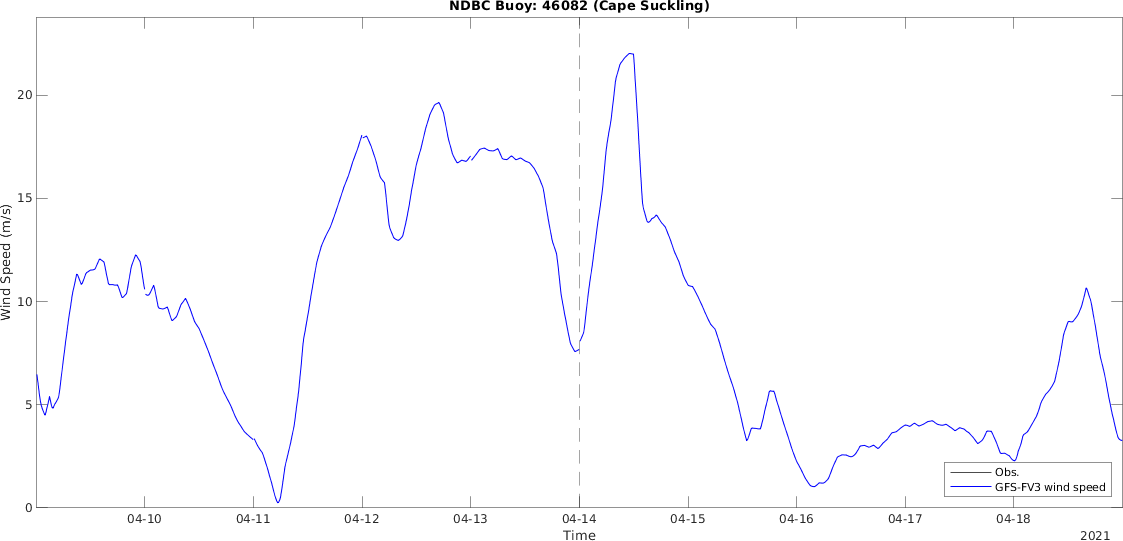 NDBC Buoy: 46082 (Cape Suckling)
Wind Speed (m/s)
20
15
10
5
0
04-10 04-11 04-12 04-13 04-14 04-15 04-16 04-17 04-18
Time
2021
Obs.
GFS-FV3 wind speed